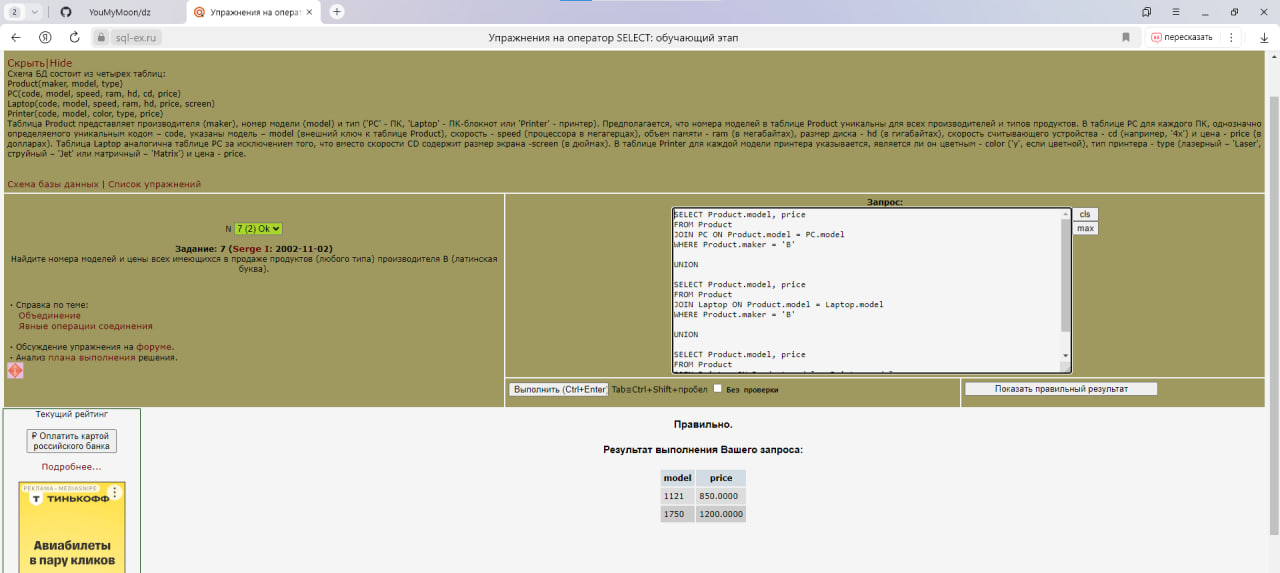 2
YouMyMoon/dz
Упражнения на операт
sql-ex.ru
Упражнения на оператор SELECT: обучающий этап
пересказать
Скрыть|Hide
Схема БД состоит из четырех таблиц:
Product(maker, model, type)
PC(code, model, speed, ram, hd, cd, price)
Laptop(code, model, speed, ram, hd, price, screen)
Printer(code, model, color, type, price)
Таблица Product представляет производителя (maker), номер модели (model) и тип ('PC' - ПК, 'Laptop' - ПК-блокнот или 'Printer' - принтер). Предполагается, что номера моделей в таблице Product уникальны для всех производителей и типов продуктов. В таблице PC для каждого ПК, однозначно
определяемого уникальным кодом – code, указаны модель – model (внешний ключ к таблице Product), скорость - speed (процессора в мегагерцах), объем памяти - ram (в мегабайтах), размер диска - hd (в гигабайтах), скорость считывающего устройства - cd (например, '4x') и цена - price (в
долларах). Таблица Laptop аналогична таблице PC за исключением того, что вместо скорости CD содержит размер экрана -screen (в дюймах). В таблице Printer для каждой модели принтера указывается, является ли он цветным - color ('y', если цветной), тип принтера - type (лазерный – 'Laser',
струйный – 'Jet' или матричный – 'Matrix') и цена - price.
Схема базы данных | Список упражнений
N 7 (2) Ok
Задание: 7 (Serge I: 2002-11-02)
Найдите номера моделей и цены всех имеющихся в продаже продуктов (любого типа) производителя B (латинская
буква).
· Справка по теме:
Объединение
Явные операции соединения
· Обсуждение упражнения на форуме.
· Анализ плана выполнения решения.
Запрос:
SELECT Product.model, price
FROM Product
JOIN PC ON Product.model = PC.model
WHERE Product.maker = 'B'
UNION
SELECT Product.model, price
FROM Product
JOIN Laptop ON Product.model = Laptop.model
WHERE Product.maker = 'B'
UNION
SELECT Product.model, price
FROM Product
cls
max
Выполнить (Ctrl+Enter) Tab≡Ctrl+Shift+пробел Без проверки
Показать правильный результат
Текущий рейтинг
₽ Оплатить картой
российского банка
Подробнее...
РЕКЛАМА • MEDIASNIPE
Т ТИНЬКОФФ
Авиабилеты
в пару кликов
Правильно.
Результат выполнения Вашего запроса:
model price
1121 850.0000
1750 1200.0000